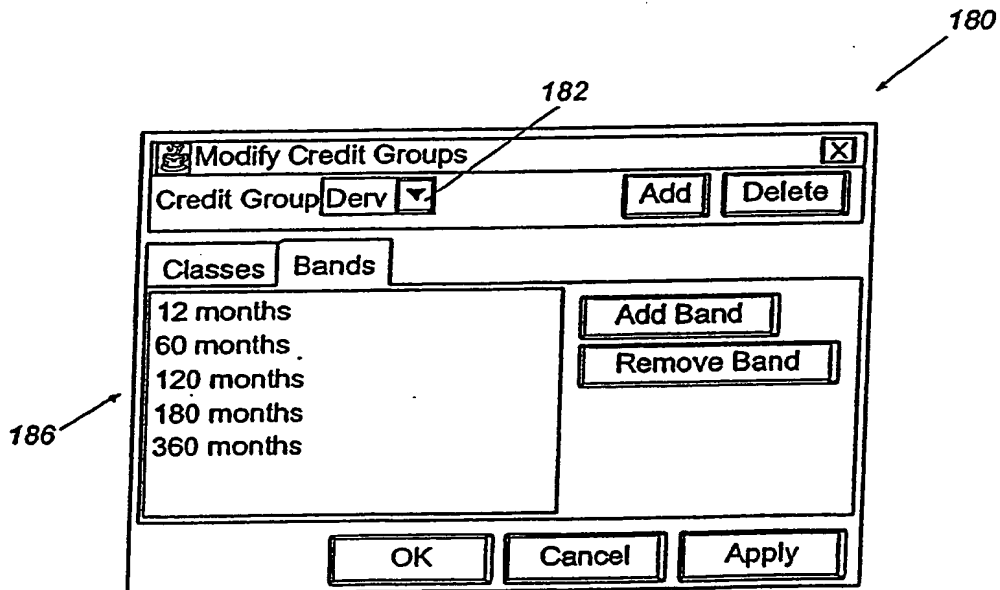 180
182
Modify Credit Groups
Credit Group Derv Add Delete
Classes Bands
12 months
60 months
120 months
180 months
360 months
Add Band
Remove Band
186
OK Cancel Apply